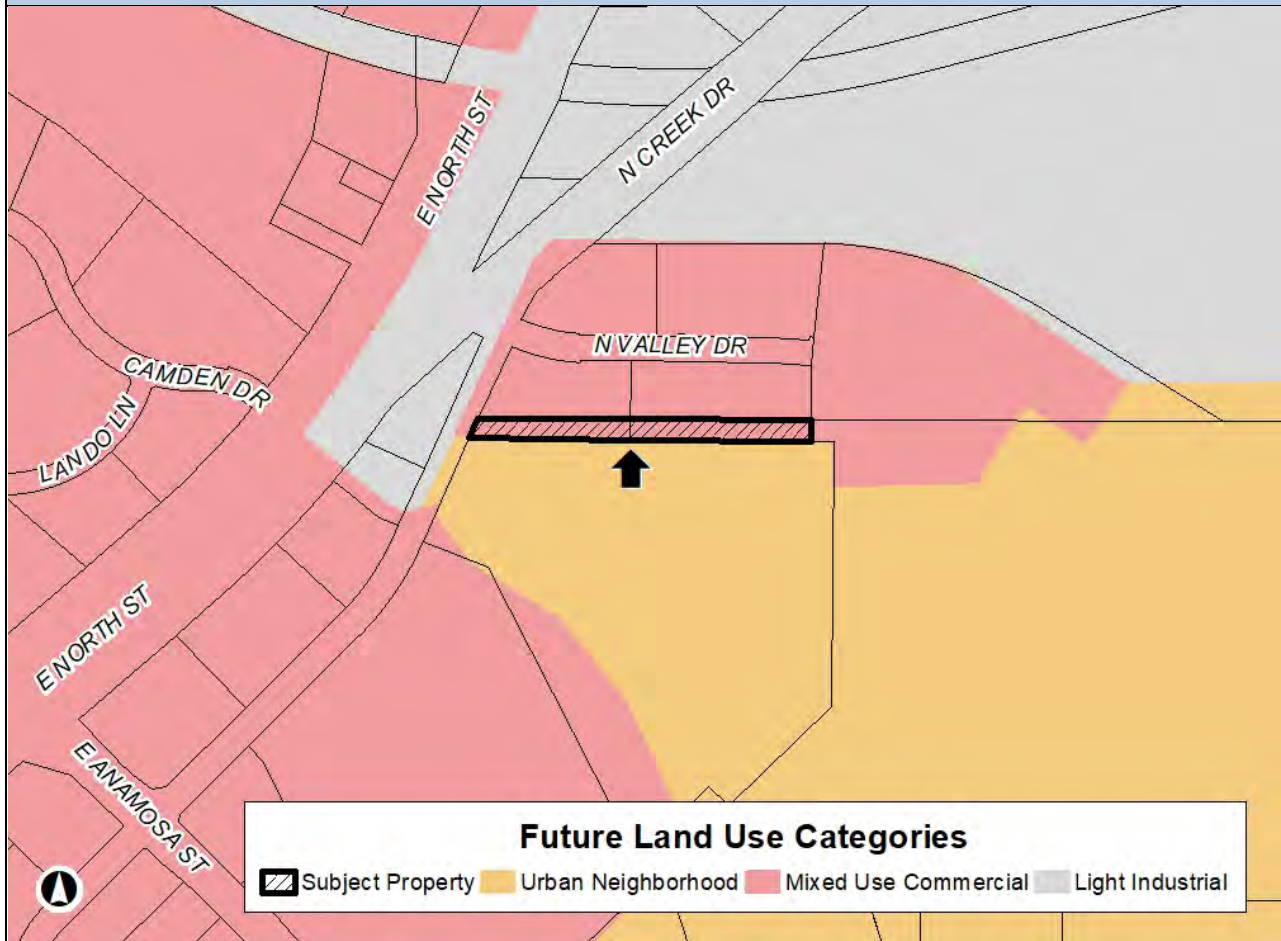 E NORTH ST
N CREEK DR
N VALLEY DR
CAMDEN DR
LANDO LN
E NORTH ST
E ANAMOSA ST
Future Land Use Categories
Subject Property Urban Neighborhood Mixed Use Commercial Light Industrial